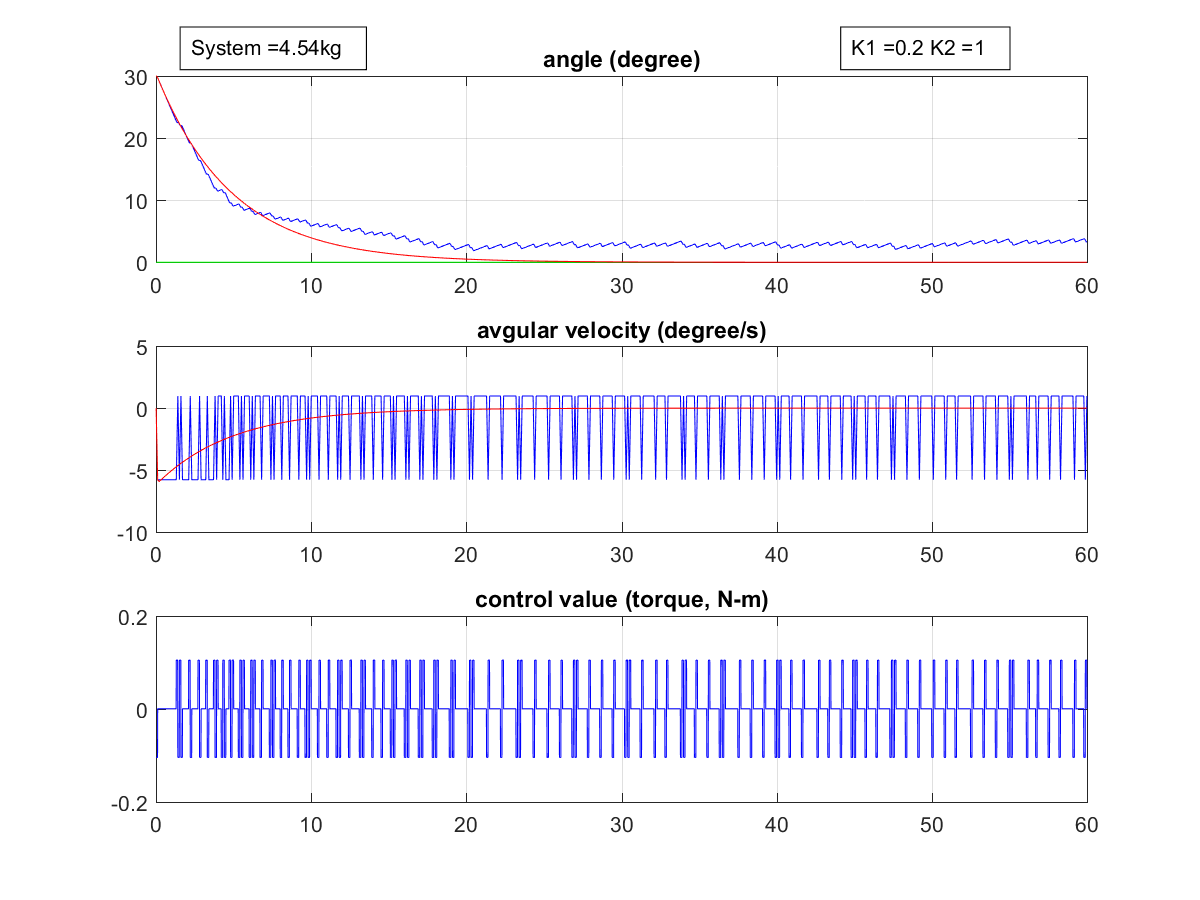 System =4.54kg
K1 =0.2 K2 =1
angle (degree)
30
20
10
0
0 10 20 30 40 50 60
avgular velocity (degree/s)
5
0
-5
-10
0 10 20 30 40 50 60
control value (torque, N-m)
0.2
0
-0.2
0 10 20 30 40 50 60